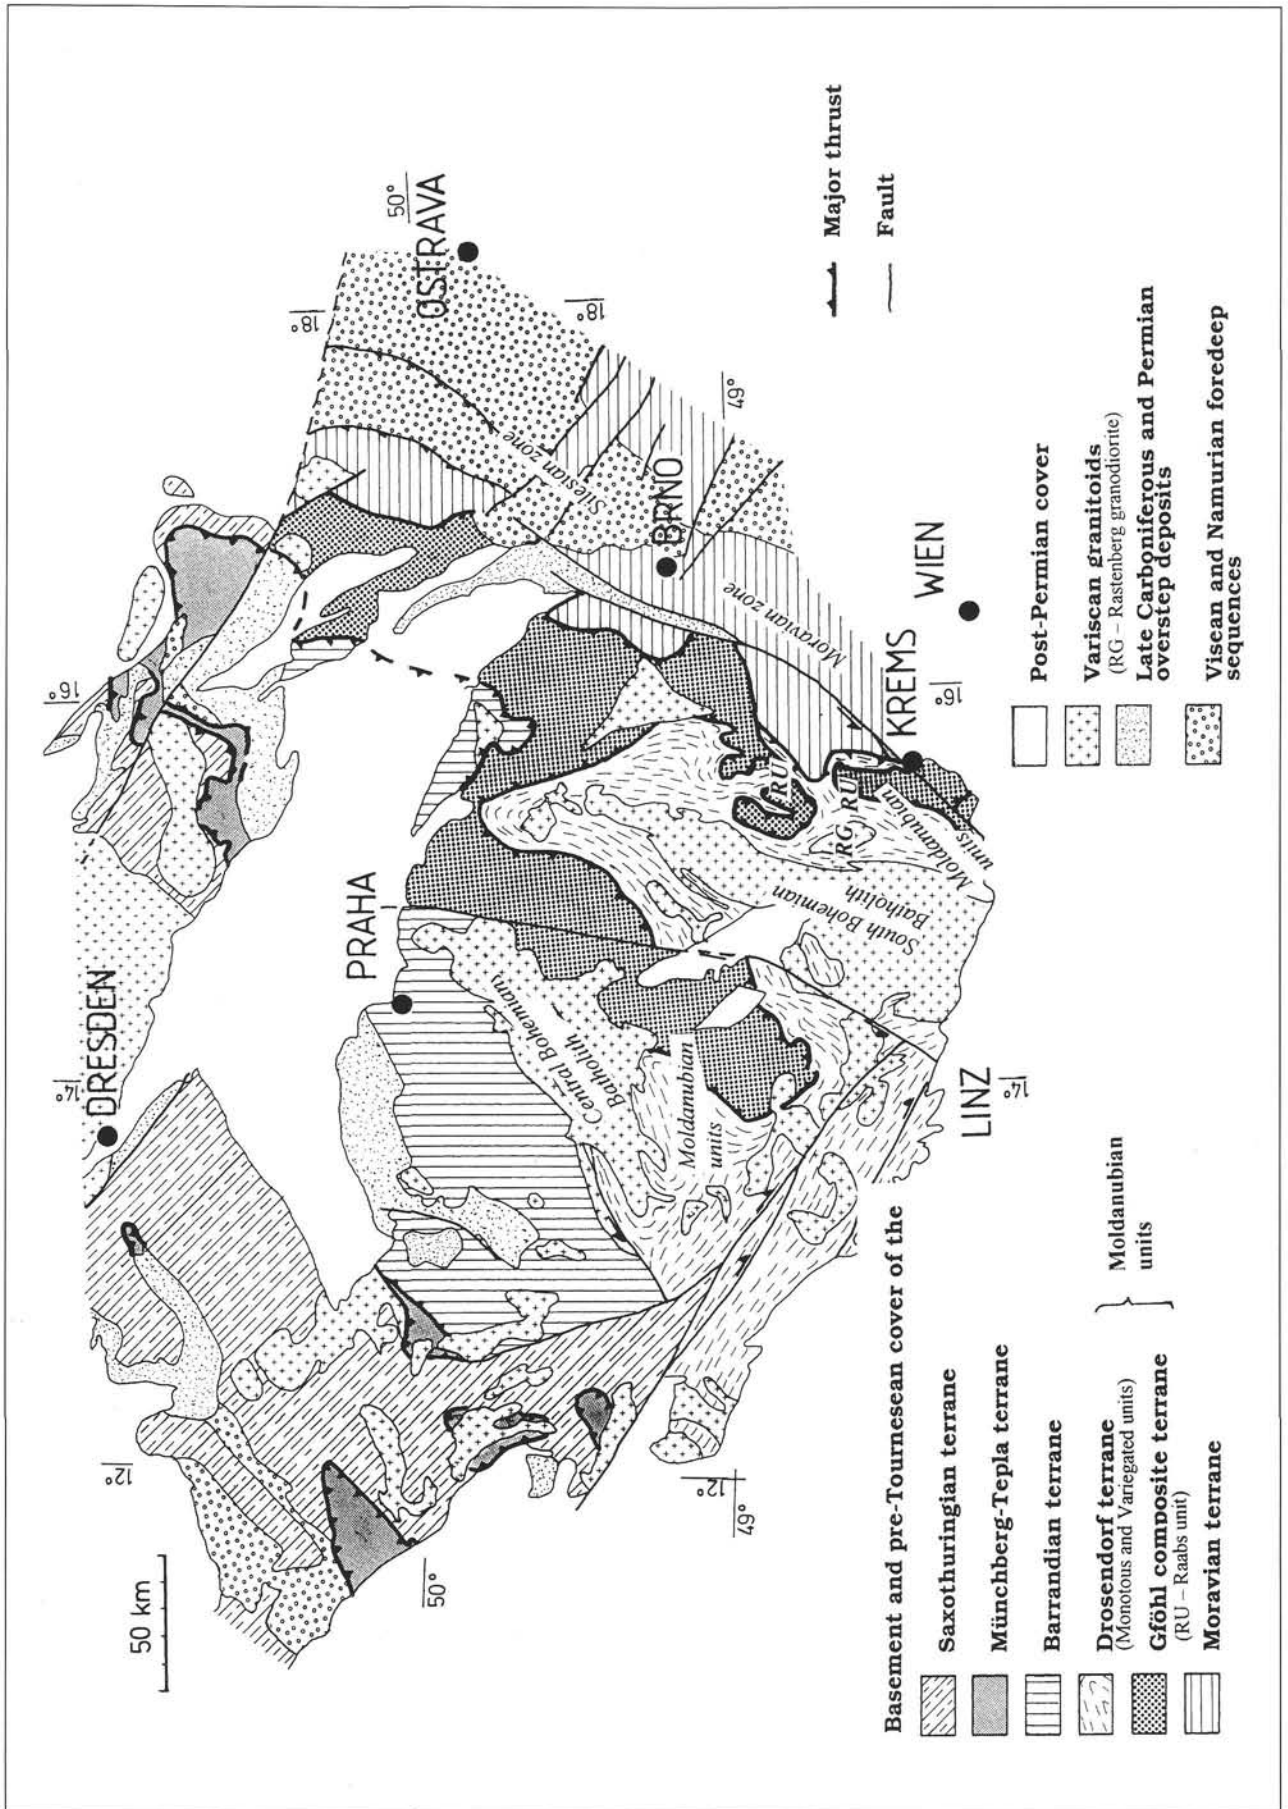 50 km
12°
14°
16°
18°
50°
DRESDEN
OSTRAVA
50°
PRAHA
18°
Silesian zone
49°
BRNO
Central Bohemian
Batholith
Moldanubian
units
South Bohemian
Batholith
RU
RG
RU
Moldanubian
units
Moravian zone
KREMS
WIEN
16°
LINZ
14°
12°
49°
Major thrust
Fault
Basement and pre-Tournesean cover of the
Saxothuringian terrane
Münchberg-Tepla terrane
Barrandian terrane
Drosendorf terrane
(Monotous and Variegated units)
Gföhl composite terrane
(RU – Raabs unit)
Moravian terrane
Moldanubian
units
Post-Permian cover
Variscan granitoids
(RG – Rastenberg granodiorite)
Late Carboniferous and Permian
overstep deposits
Visean and Namurian foredeep
sequences